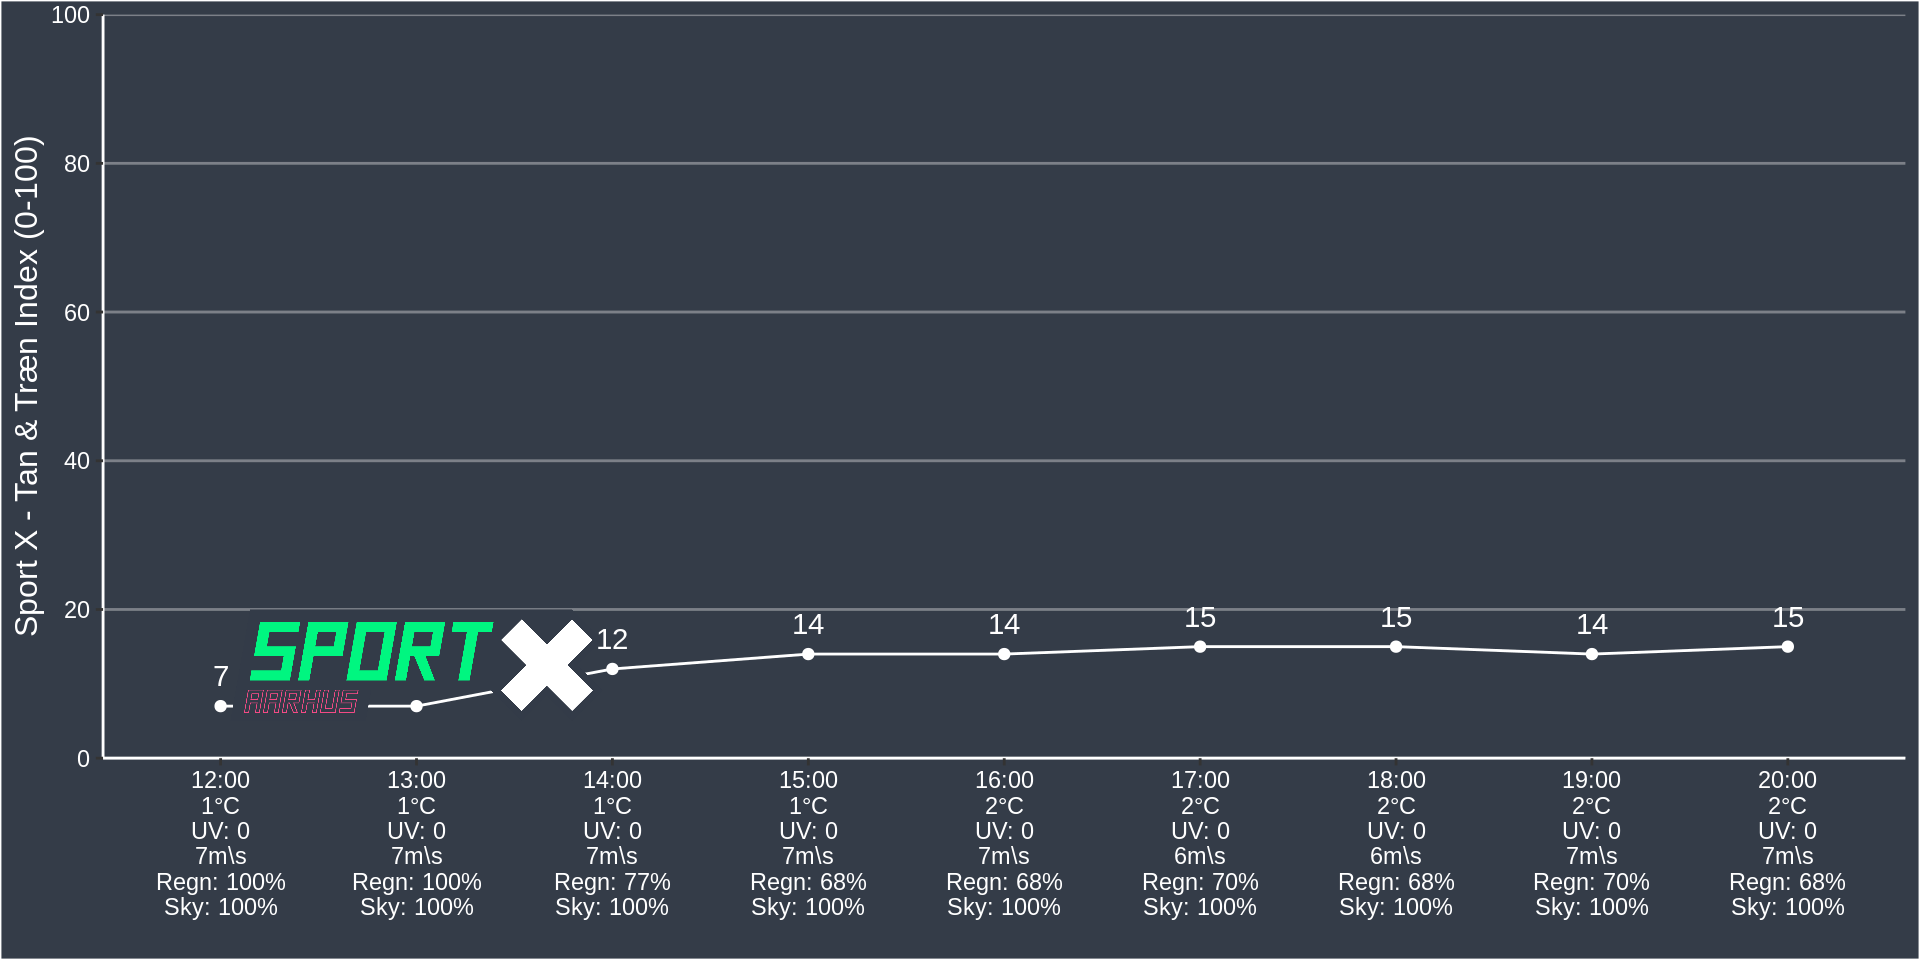 Sport X - Tan & Træn Index (0-100)
100
80
60
40
20
0
7
12
14
14
15
15
14
15
SPORT X
AARHUS
12:00 13:00 14:00 15:00 16:00 17:00 18:00 19:00 20:00
1°C 1°C 1°C 1°C 2°C 2°C 2°C 2°C 2°C
UV: 0 UV: 0 UV: 0 UV: 0 UV: 0 UV: 0 UV: 0 UV: 0 UV: 0
7m\s 7m\s 7m\s 7m\s 7m\s 6m\s 6m\s 7m\s 7m\s
Regn: 100% Regn: 100% Regn: 77% Regn: 68% Regn: 68% Regn: 70% Regn: 68% Regn: 70% Regn: 68%
Sky: 100% Sky: 100% Sky: 100% Sky: 100% Sky: 100% Sky: 100% Sky: 100% Sky: 100% Sky: 100%